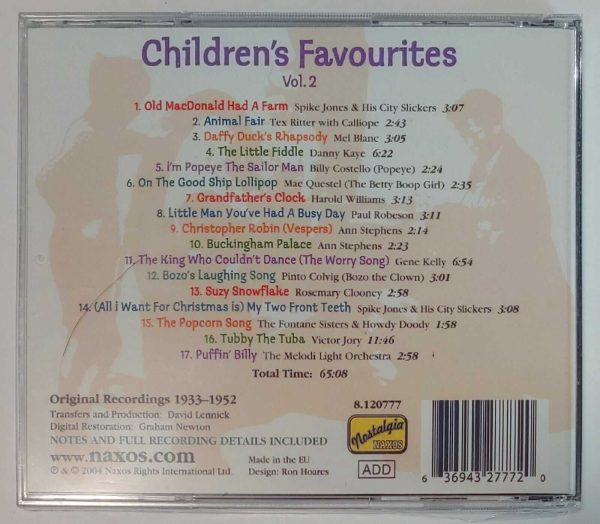 Children's Favourites
Vol. 2
1. Old MacDonald Had A Farm Spike Jones & His City Slickers 3:07
2. Animal Fair Tex Ritter with Calliope 2:43
3. Daffy Duck's Rhapsody Mel Blanc 3:05
4. The Little Fiddle Danny Kaye 6:22
5. I'm Popeye The Sailor Man Billy Costello (Popeye) 2:24
6. On The Good Ship Lollipop Mae Questel (The Betty Boop Girl) 2:35
7. Grandfather's Clock Harold Williams 3:13
8. Little Man You've Had A Busy Day Paul Robeson 3:11
9. Christopher Robin (Vespers) Ann Stephens 2:14
10. Buckingham Palace Ann Stephens 2:23
11. The King Who Couldn't Dance (The Worry Song) Gene Kelly 6:54
12. Bozo's Laughing Song Pinto Colvig (Bozo the Clown) 3:01
13. Suzy Snowflake Rosemary Clooney 2:58
14. (All i Want For Christmas is) My Two Front Teeth Spike Jones & His City Slickers 3:08
15. The Popcorn Song The Fontane Sisters & Howdy Doody 1:58
16. Tubby The Tuba Victor Jory 11:46
17. Puffin' Billy The Melodi Light Orchestra 2:58
Total Time: 65:08
Original Recordings 1933–1952
Transfers and Production: David Lennick
Digital Restoration: Graham Newton
NOTES AND FULL RECORDING DETAILS INCLUDED
www.naxos.com
Made in the EU
℗ & © 2004 Naxos Rights International Ltd. Design: Ron Hoares
8.120777
Nostalgia
NAXOS
ADD
6 36943 27772 0